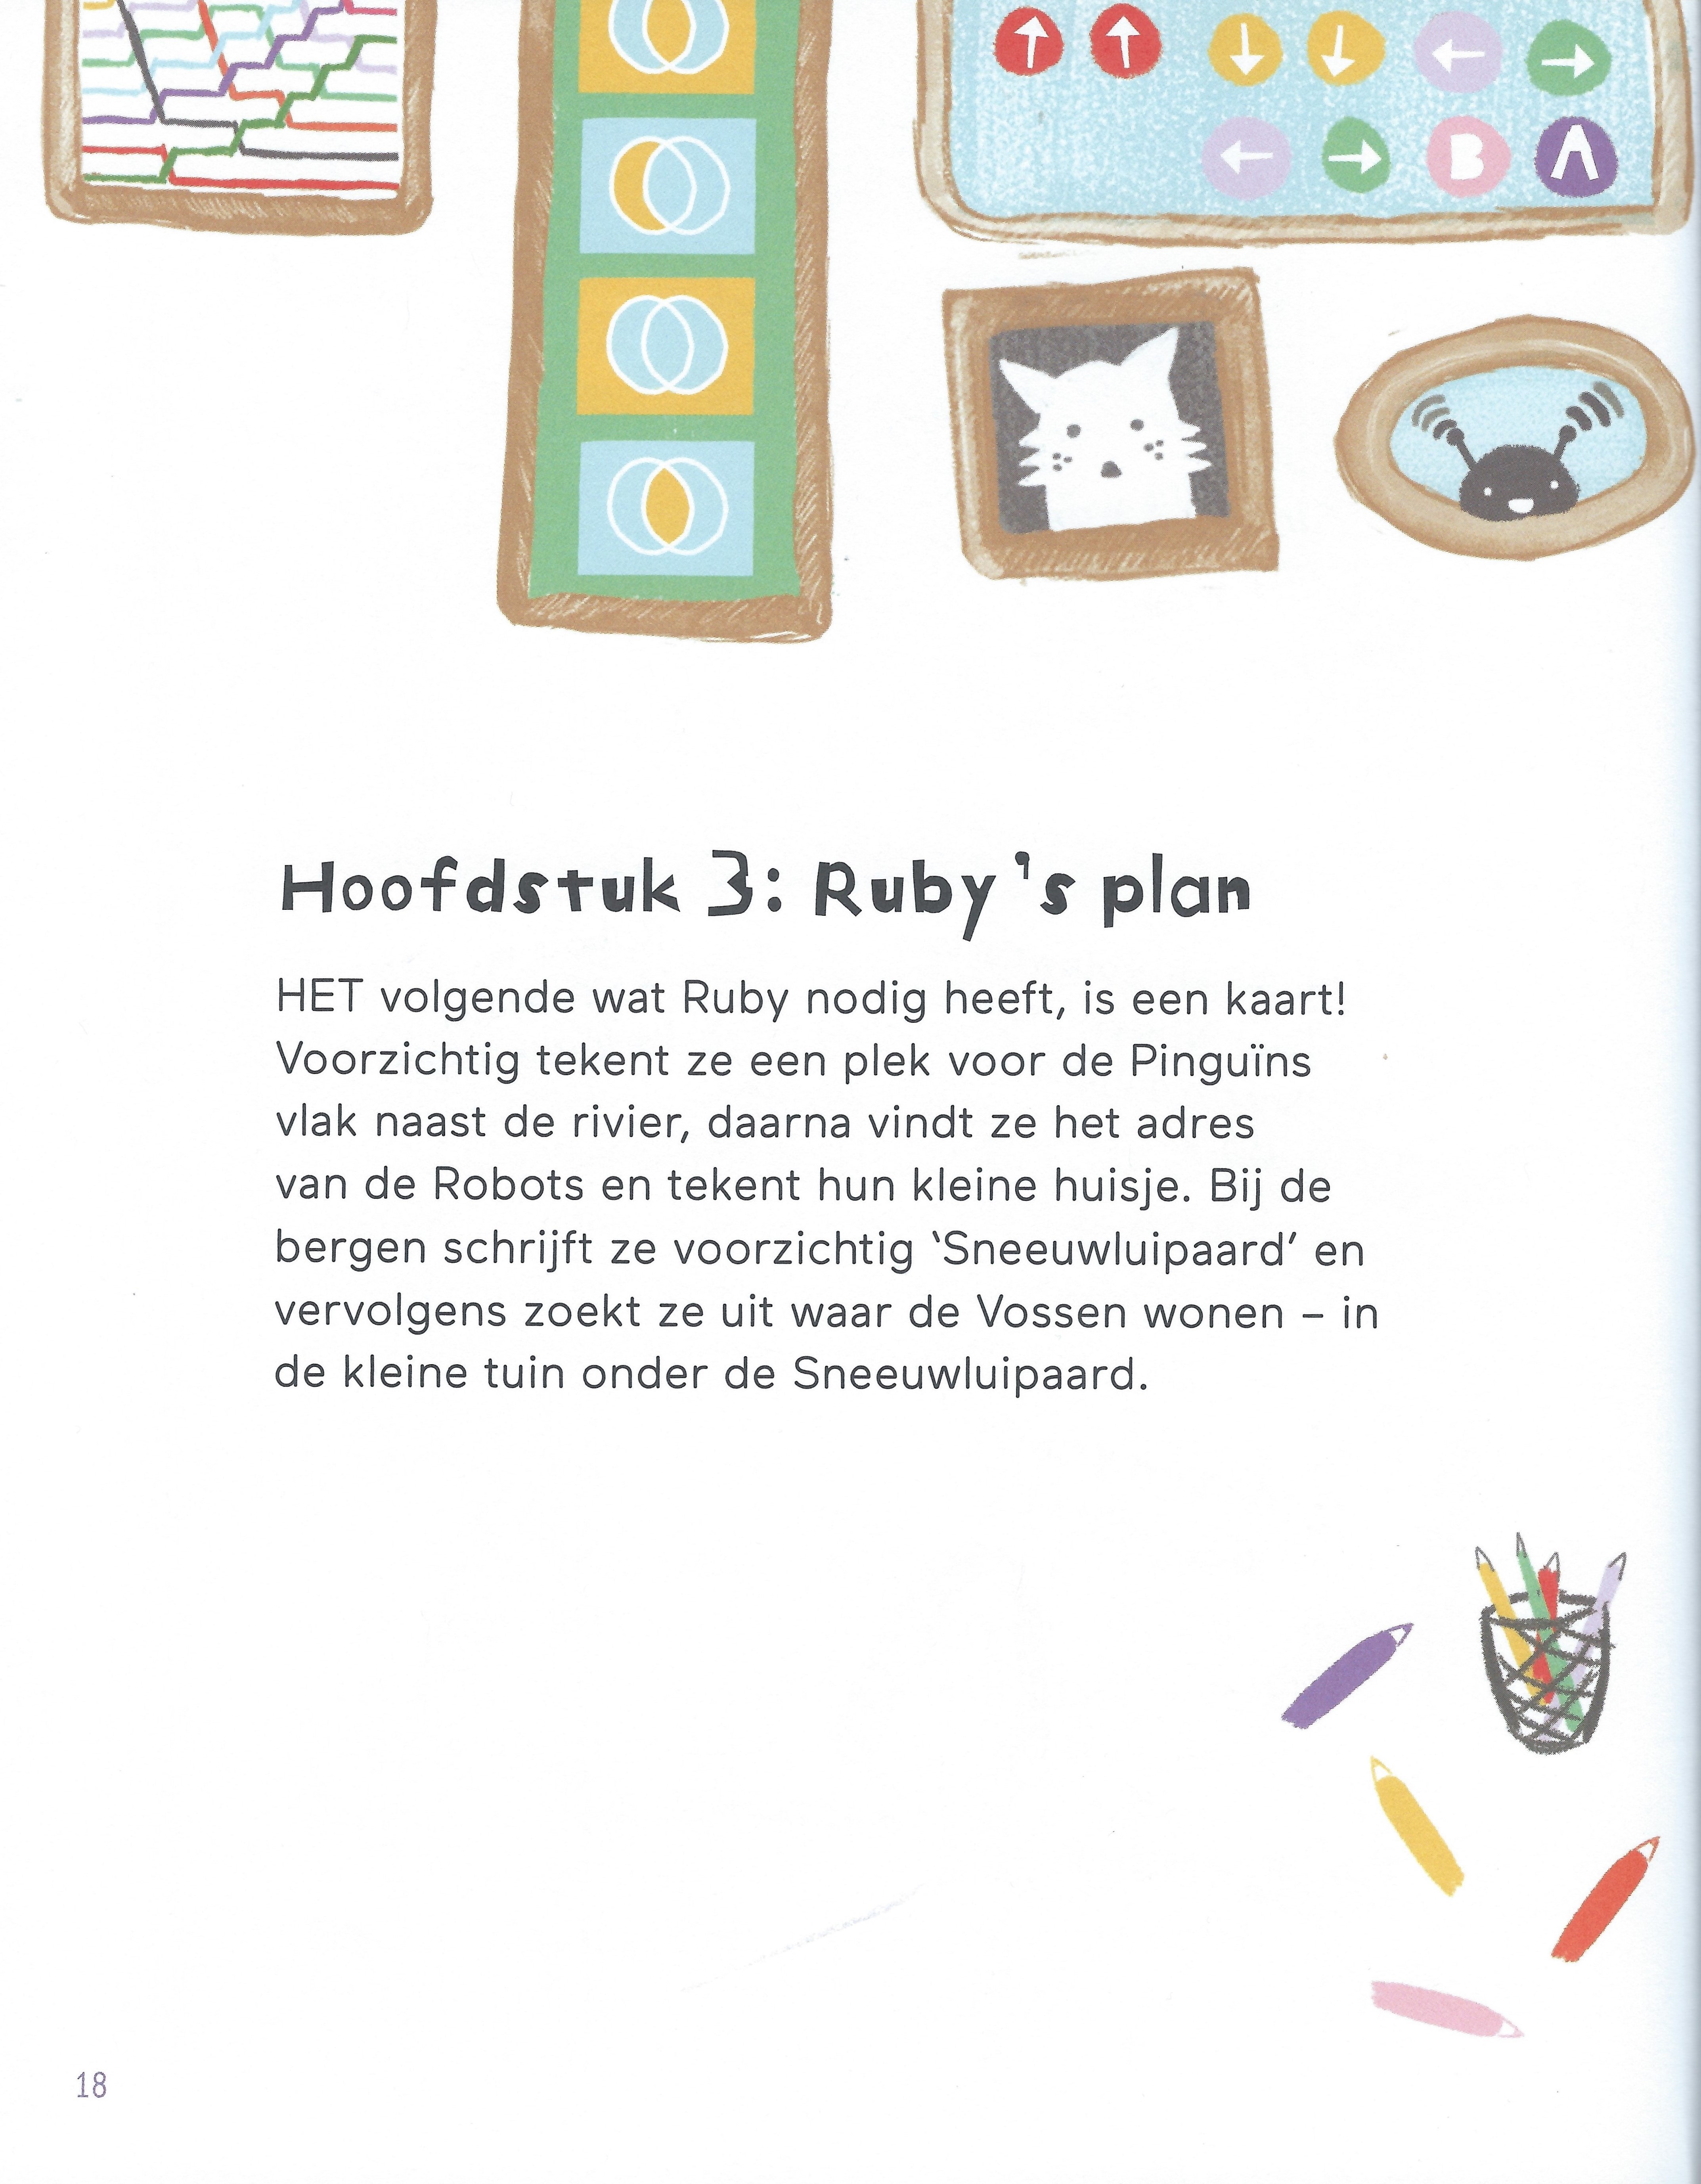 B A
Hoofdstuk 3: Ruby's plan
HET volgende wat Ruby nodig heeft, is een kaart!
Voorzichtig tekent ze een plek voor de Pinguïns
vlak naast de rivier, daarna vindt ze het adres
van de Robots en tekent hun kleine huisje. Bij de
bergen schrijft ze voorzichtig ‘Sneeuwluipaard’ en
vervolgens zoekt ze uit waar de Vossen wonen – in
de kleine tuin onder de Sneeuwluipaard.
18